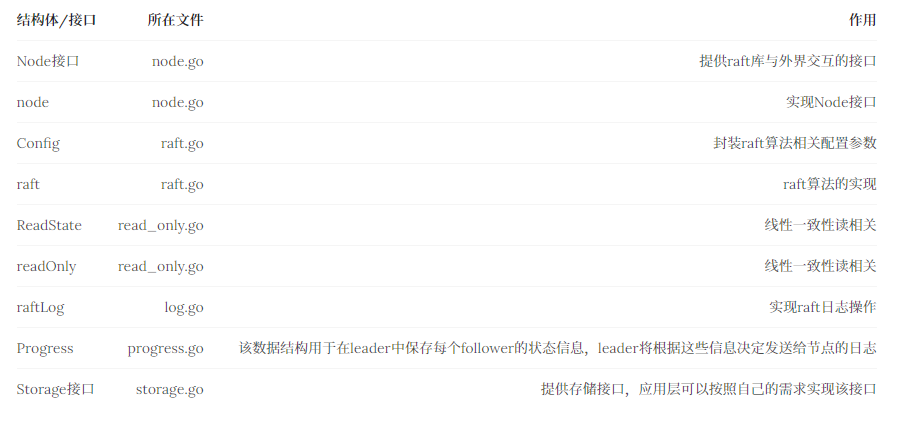 结构体/接口 所在文件 作用
Node接口 node.go 提供raft库与外界交互的接口
node node.go 实现Node接口
Config raft.go 封装raft算法相关配置参数
raft raft.go raft算法的实现
ReadState read_only.go 线性一致性读相关
readOnly read_only.go 线性一致性读相关
raftLog log.go 实现raft日志操作
Progress progress.go 该数据结构用于在leader中保存每个follower的状态信息，leader将根据这些信息决定发送给节点的日志
Storage接口 storage.go 提供存储接口，应用层可以按照自己的需求实现该接口